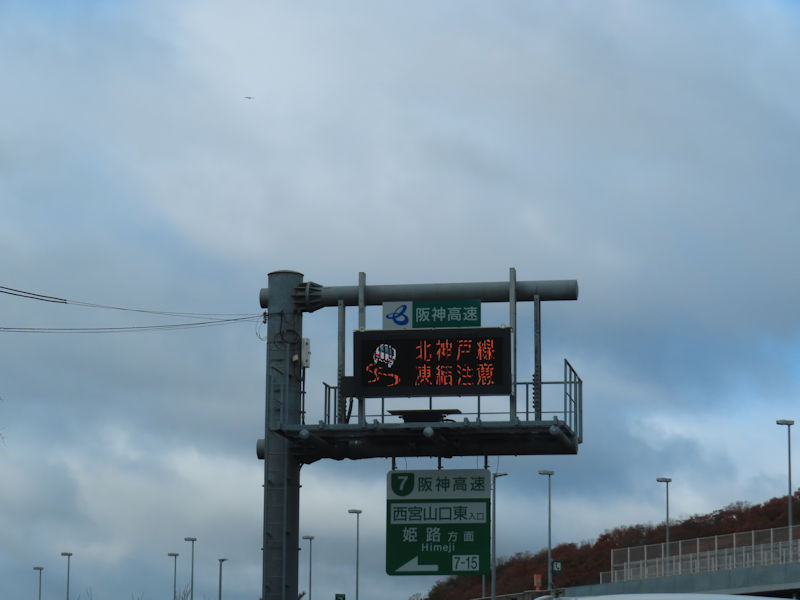 阪神高速
北神戸線
凍結注意
7 阪神高速
西宮山口東入口
姫路方面
Himeji
7-15